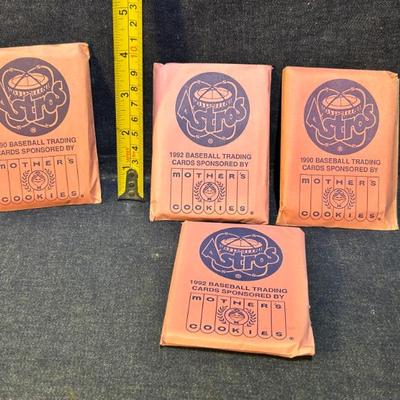 Astros
90 BASEBALL TRADING
CARDS SPONSORED BY
MOTHER'S
COOKIES
Astros
1992 BASEBALL TRADING
CARDS SPONSORED BY
MOTHER'S
COOKIES
Astros
1990 BASEBALL TRADING
CARDS SPONSORED BY
MOTHER'S
COOKIES
Astros
1992 BASEBALL TRADING
CARDS SPONSORED BY
MOTHER'S
COOKIES